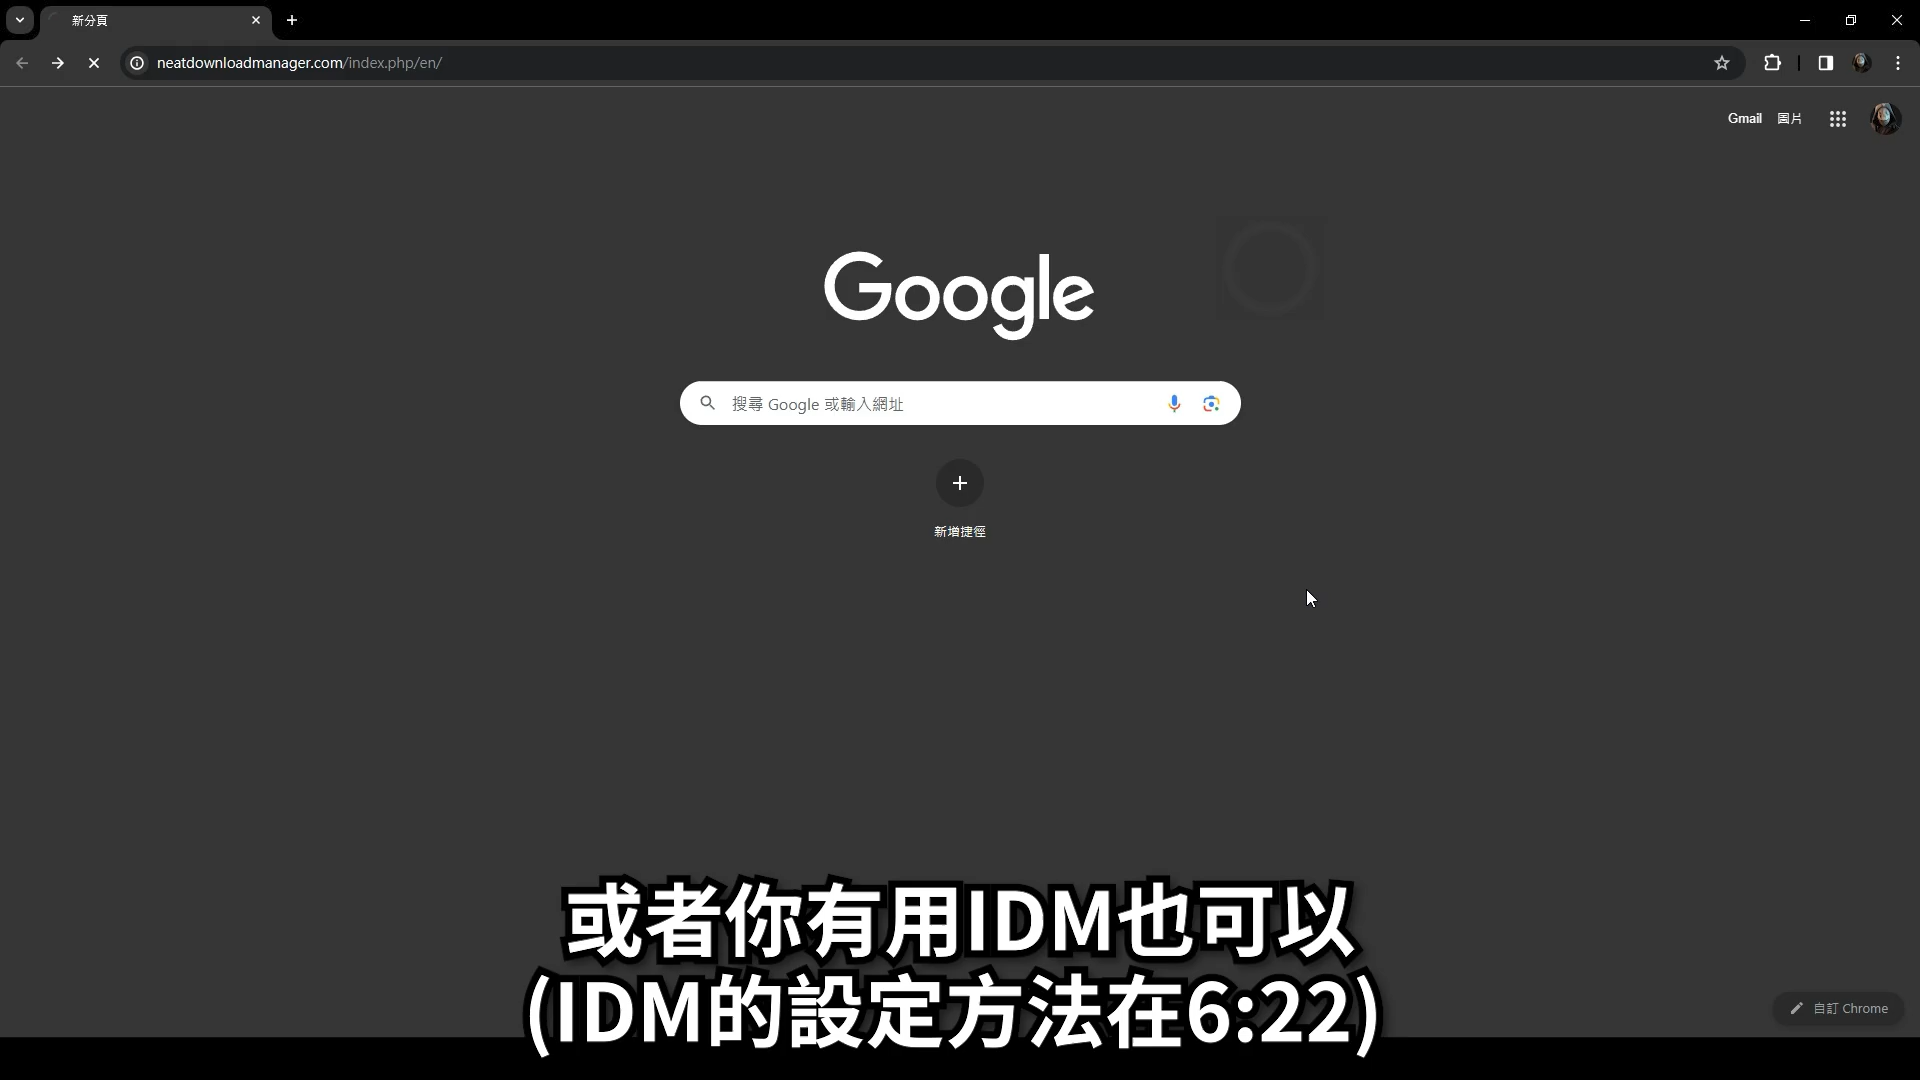 新分頁
neatdownloadmanager.com/index.php/en/
Gmail 圖片
Google
搜尋 Google 或輸入網址
新增捷徑
或者你有用IDM也可以
(IDM的設定方法在6:22)
自訂 Chrome